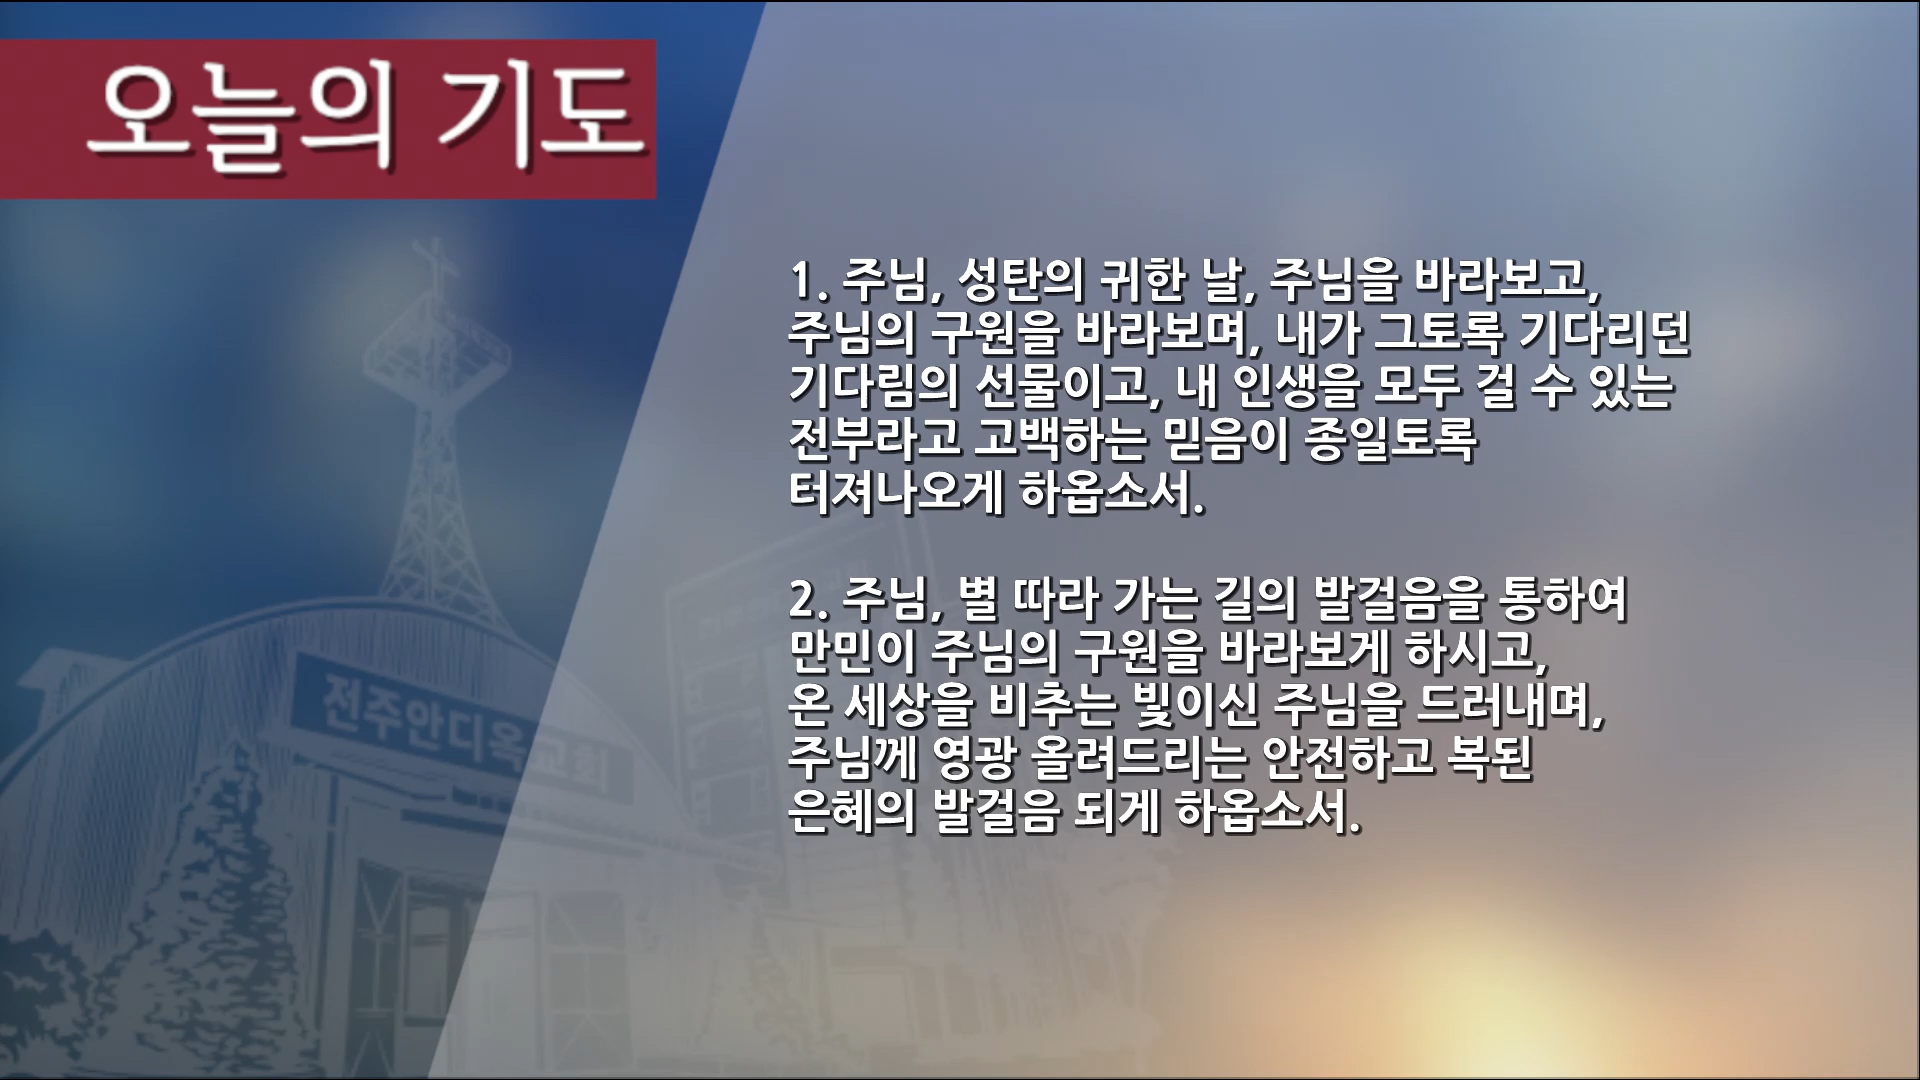 오늘의 기도
1. 주님, 성탄의 귀한 날, 주님을 바라보고,
주님의 구원을 바라보며, 내가 그토록 기다리던
기다림의 선물이고, 내 인생을 모두 걸 수 있는
전부라고 고백하는 믿음이 종일토록
터져나오게 하옵소서.
2. 주님, 별 따라 가는 길의 발걸음을 통하여
만민이 주님의 구원을 바라보게 하시고,
온 세상을 비추는 빛이신 주님을 드러내며,
주님께 영광 올려드리는 안전하고 복된
은혜의 발걸음 되게 하옵소서.
전주안디옥교회